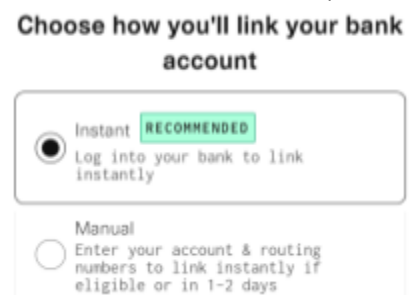 Choose how you'll link your bank
account
Instant RECOMMENDED
Log into your bank to link
instantly
Manual
Enter your account & routing
numbers to link instantly if
eligible or in 1-2 days